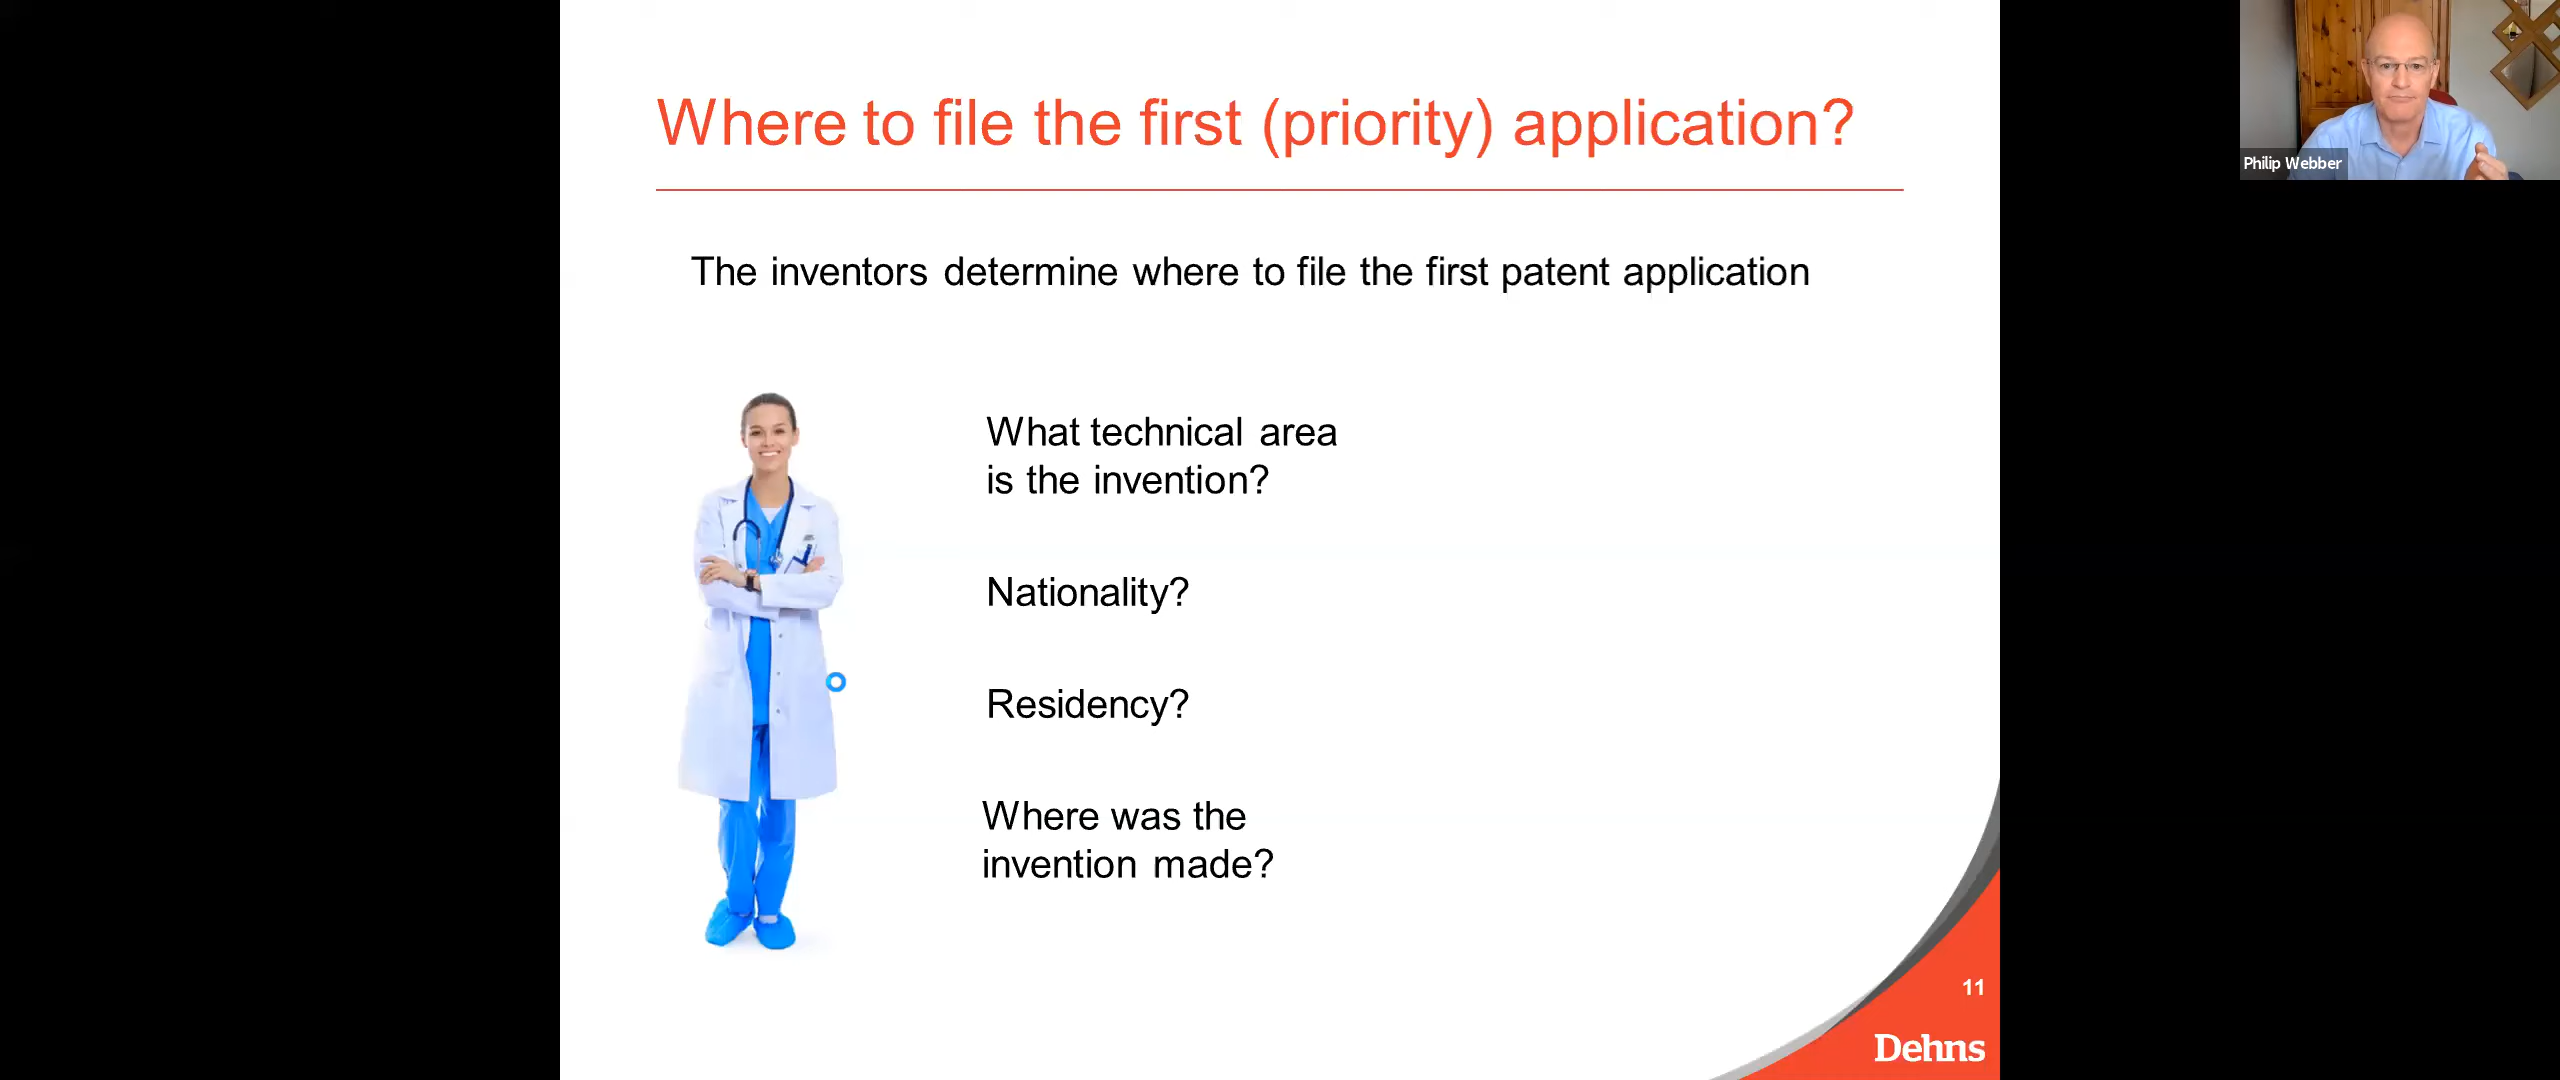 Where to file the first (priority) application?
Philip Webber
The inventors determine where to file the first patent application
What technical area
is the invention?
Nationality?
Residency?
Where was the
invention made?
11
Dehns